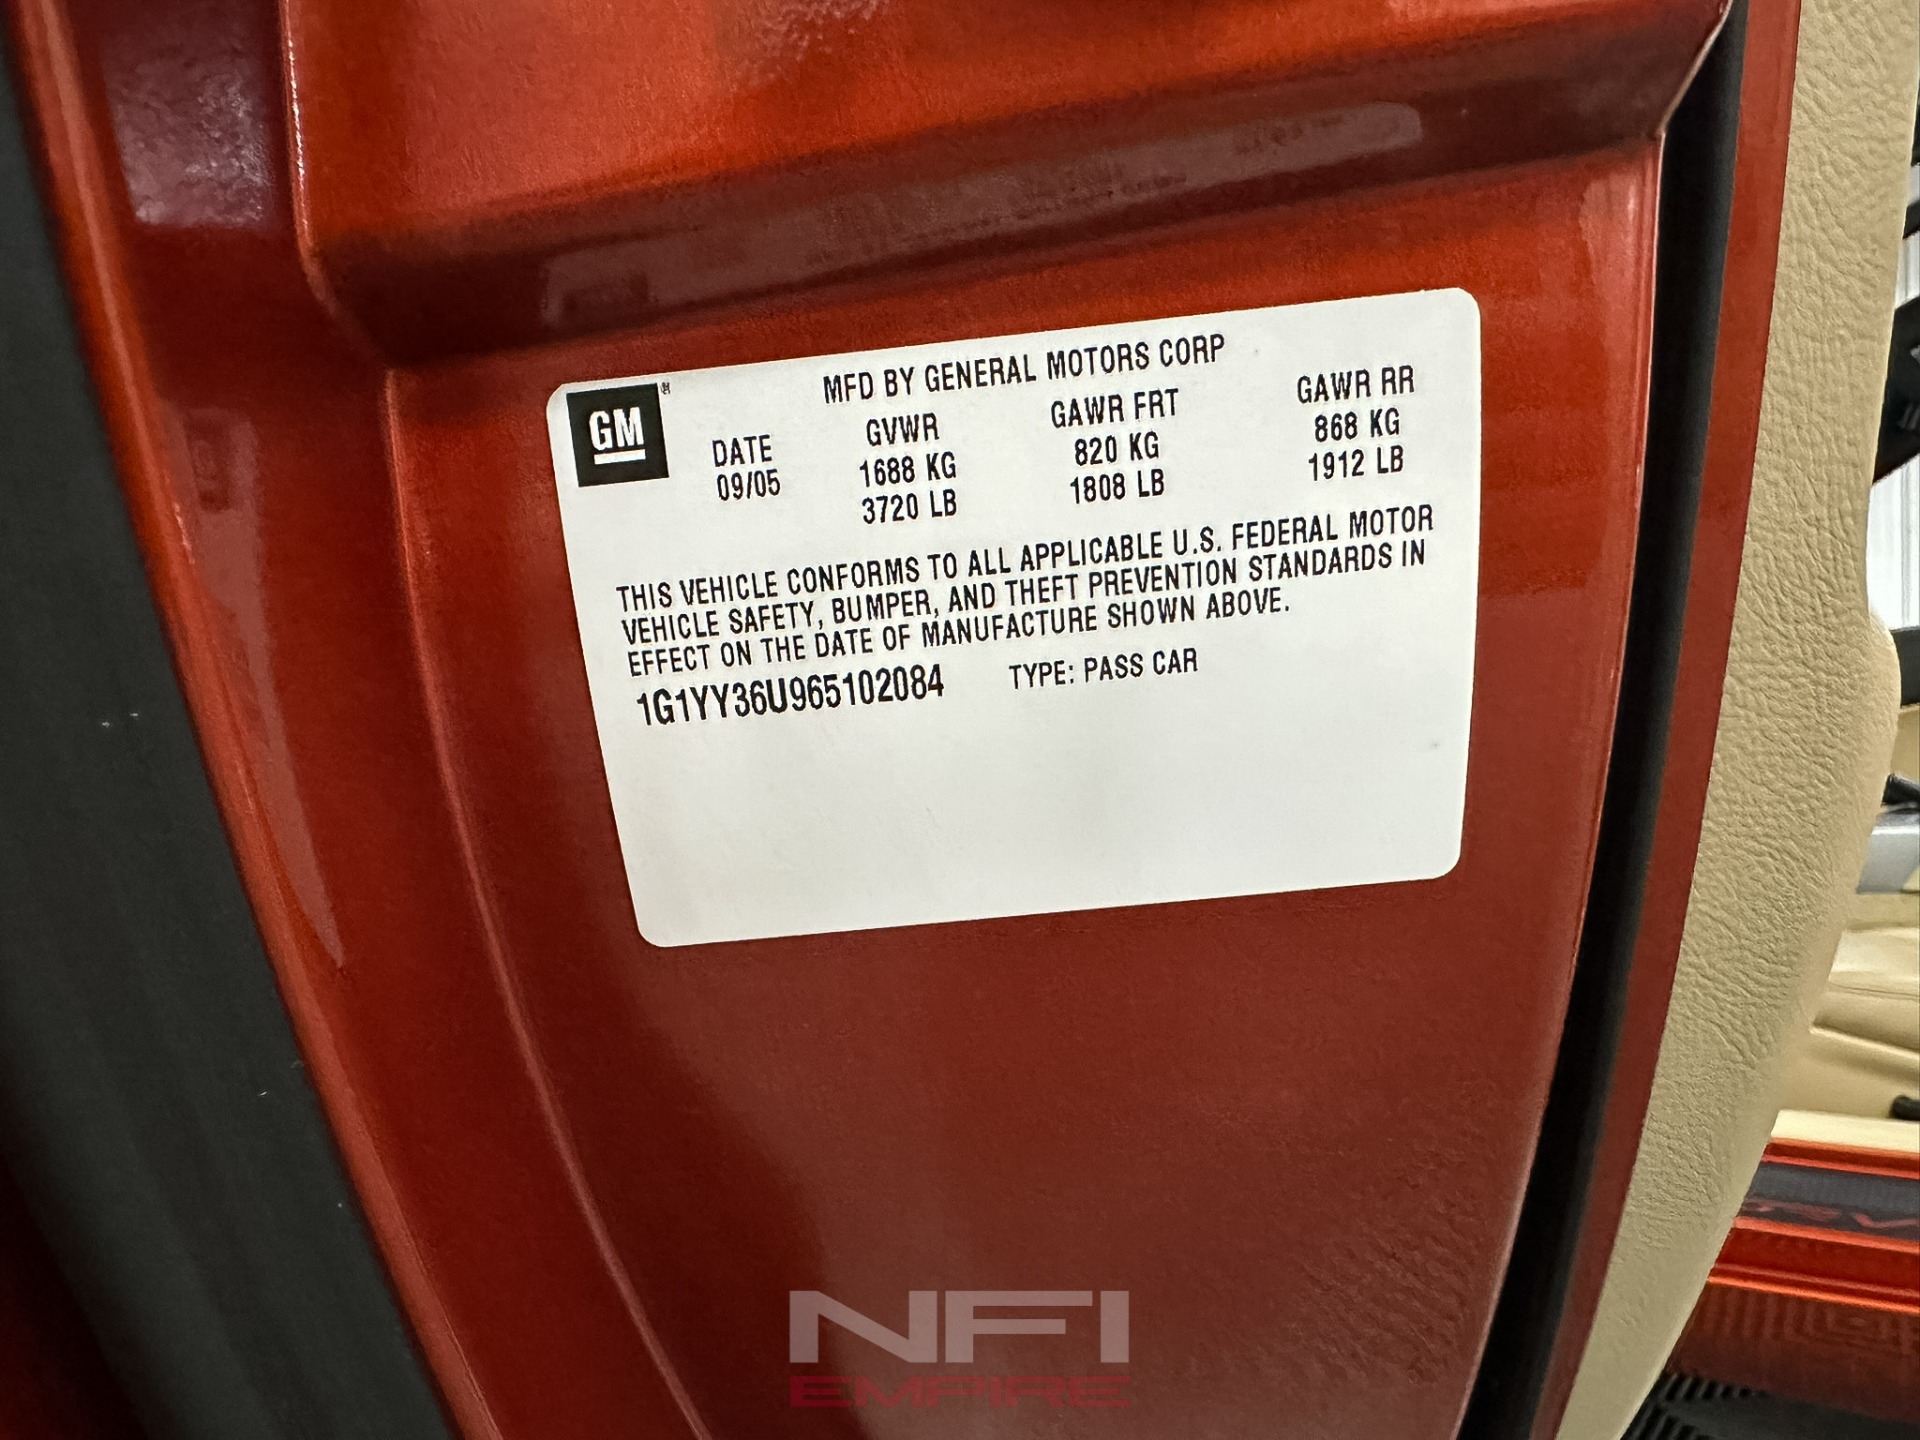 MFD BY GENERAL MOTORS CORP
GM®
DATE GVWR GAWR FRT GAWR RR
09/05 1688 KG 820 KG 868 KG
3720 LB 1808 LB 1912 LB
THIS VEHICLE CONFORMS TO ALL APPLICABLE U.S. FEDERAL MOTOR
VEHICLE SAFETY, BUMPER, AND THEFT PREVENTION STANDARDS IN
EFFECT ON THE DATE OF MANUFACTURE SHOWN ABOVE.
1G1YY36U965102084 TYPE: PASS CAR
NFI
EMPIRE